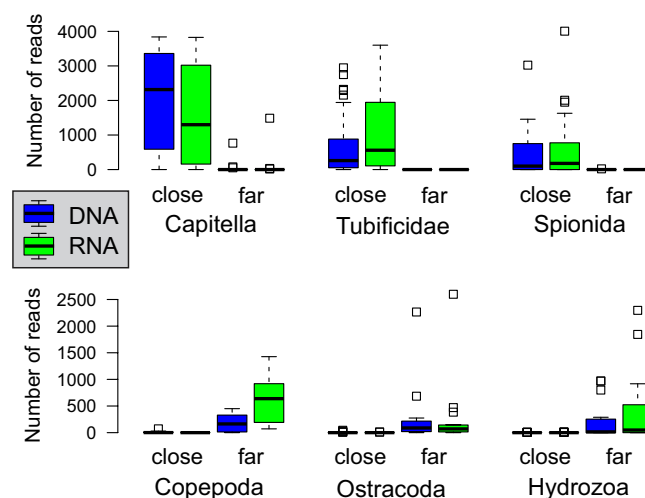 Number of reads
4000
3000
2000
1000
0
close far close far close far
Capitella Tubificidae Spionida
DNA
RNA
Number of reads
2500
2000
1500
1000
500
0
close far close far close far
Copepoda Ostracoda Hydrozoa